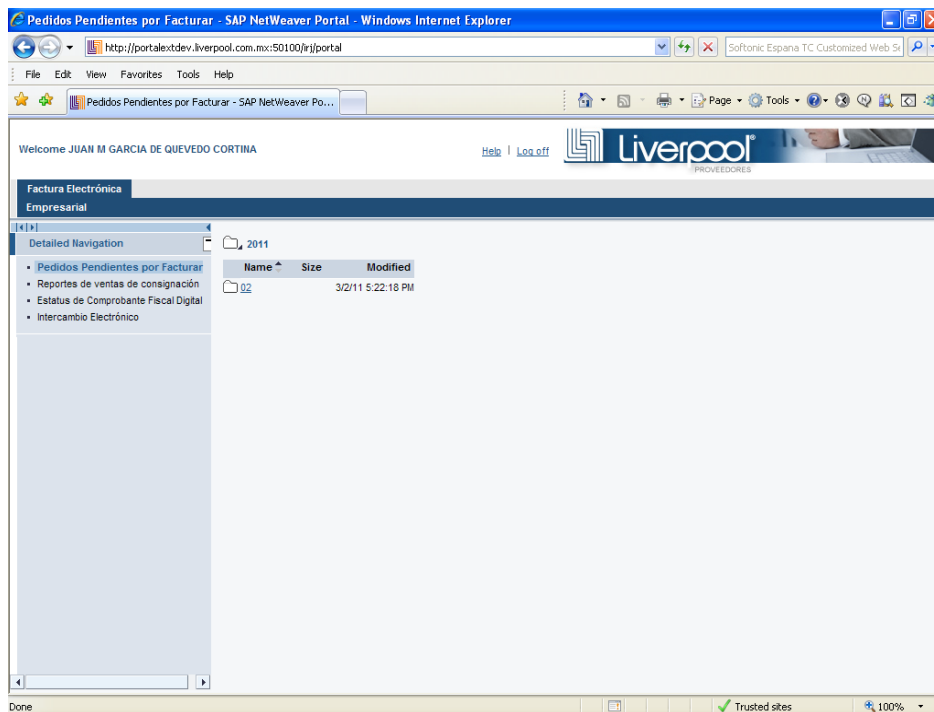 Pedidos Pendientes por Facturar - SAP NetWeaver Portal - Windows Internet Explorer
http://portalextdev.liverpool.com.mx:50100/irj/portal
Softonic Espana TC Customized Web Se
File Edit View Favorites Tools Help
Pedidos Pendientes por Facturar - SAP NetWeaver Po...
Page Tools
Welcome JUAN M GARCIA DE QUEVEDO CORTINA
Help | Log off
Liverpool®
PROVEEDORES
Factura Electrónica
Empresarial
Detailed Navigation
Pedidos Pendientes por Facturar
Reportes de ventas de consignación
Estatus de Comprobante Fiscal Digital
Intercambio Electrónico
2011
Name Size Modified
02 3/2/11 5:22:18 PM
Done
Trusted sites
100%